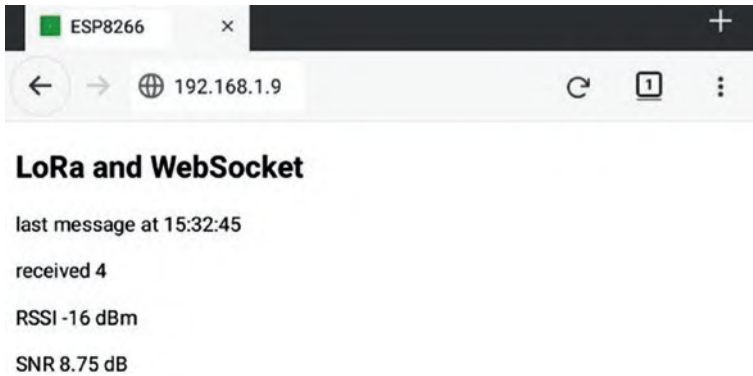 ESP8266
192.168.1.9
1
LoRa and WebSocket
last message at 15:32:45
received 4
RSSI -16 dBm
SNR 8.75 dB